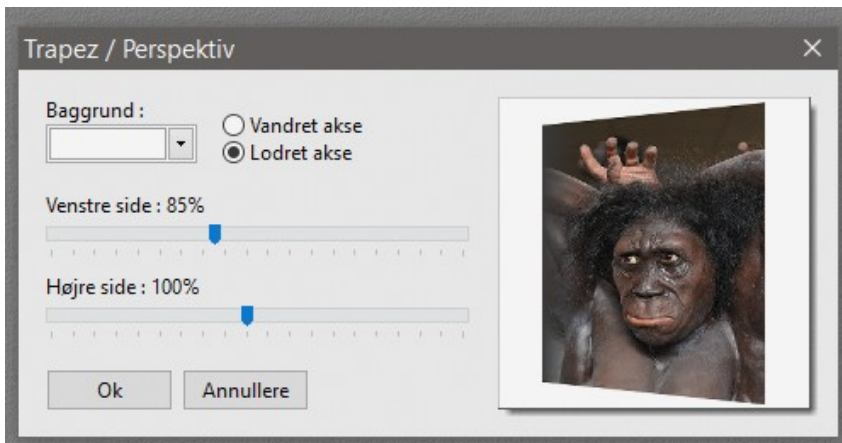 Trapez / Perspektiv
Baggrund :
Vandret akse
Lodret akse
Venstre side : 85%
Højre side : 100%
Ok
Annullere